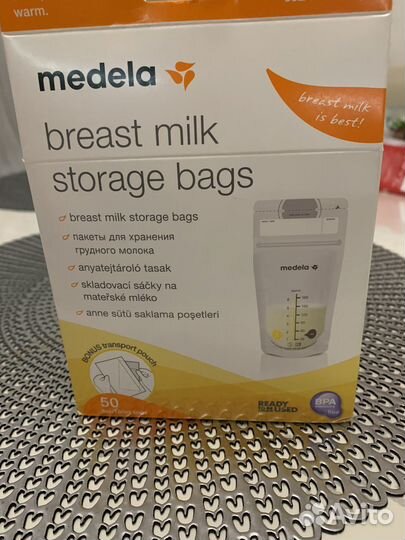 warm.
medela
breast milk
is best!
breast milk
storage bags
breast milk storage bags
пакеты для хранения
грудного молока
anyatejtároló tasak
skladovací sáčky na
mateřské mléko
anne sütü saklama poşetleri
medela
BONUS transport pouch
50
READY
TO BE USED
BPA
free
Avito